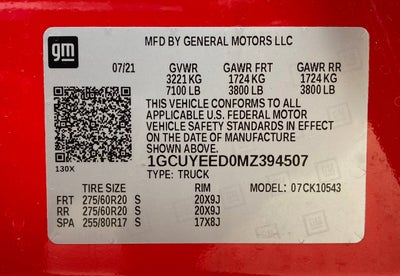 gm
MFD BY GENERAL MOTORS LLC
07/21 GVWR GAWR FRT GAWR RR
3221 KG 1724 KG 1724 KG
7100 LB 3800 LB 3800 LB
THIS VEHICLE CONFORMS TO ALL
APPLICABLE U.S. FEDERAL MOTOR
VEHICLE SAFETY STANDARDS IN EFFECT
ON THE DATE OF MANUFACTURE
SHOWN ABOVE.
130X
1GCUYEED0MZ394507
TYPE: TRUCK
TIRE SIZE RIM MODEL: 07CK10543
FRT 275/60R20 S 20X9J
RR 275/60R20 S 20X9J
SPA 255/80R17 S 17X8J